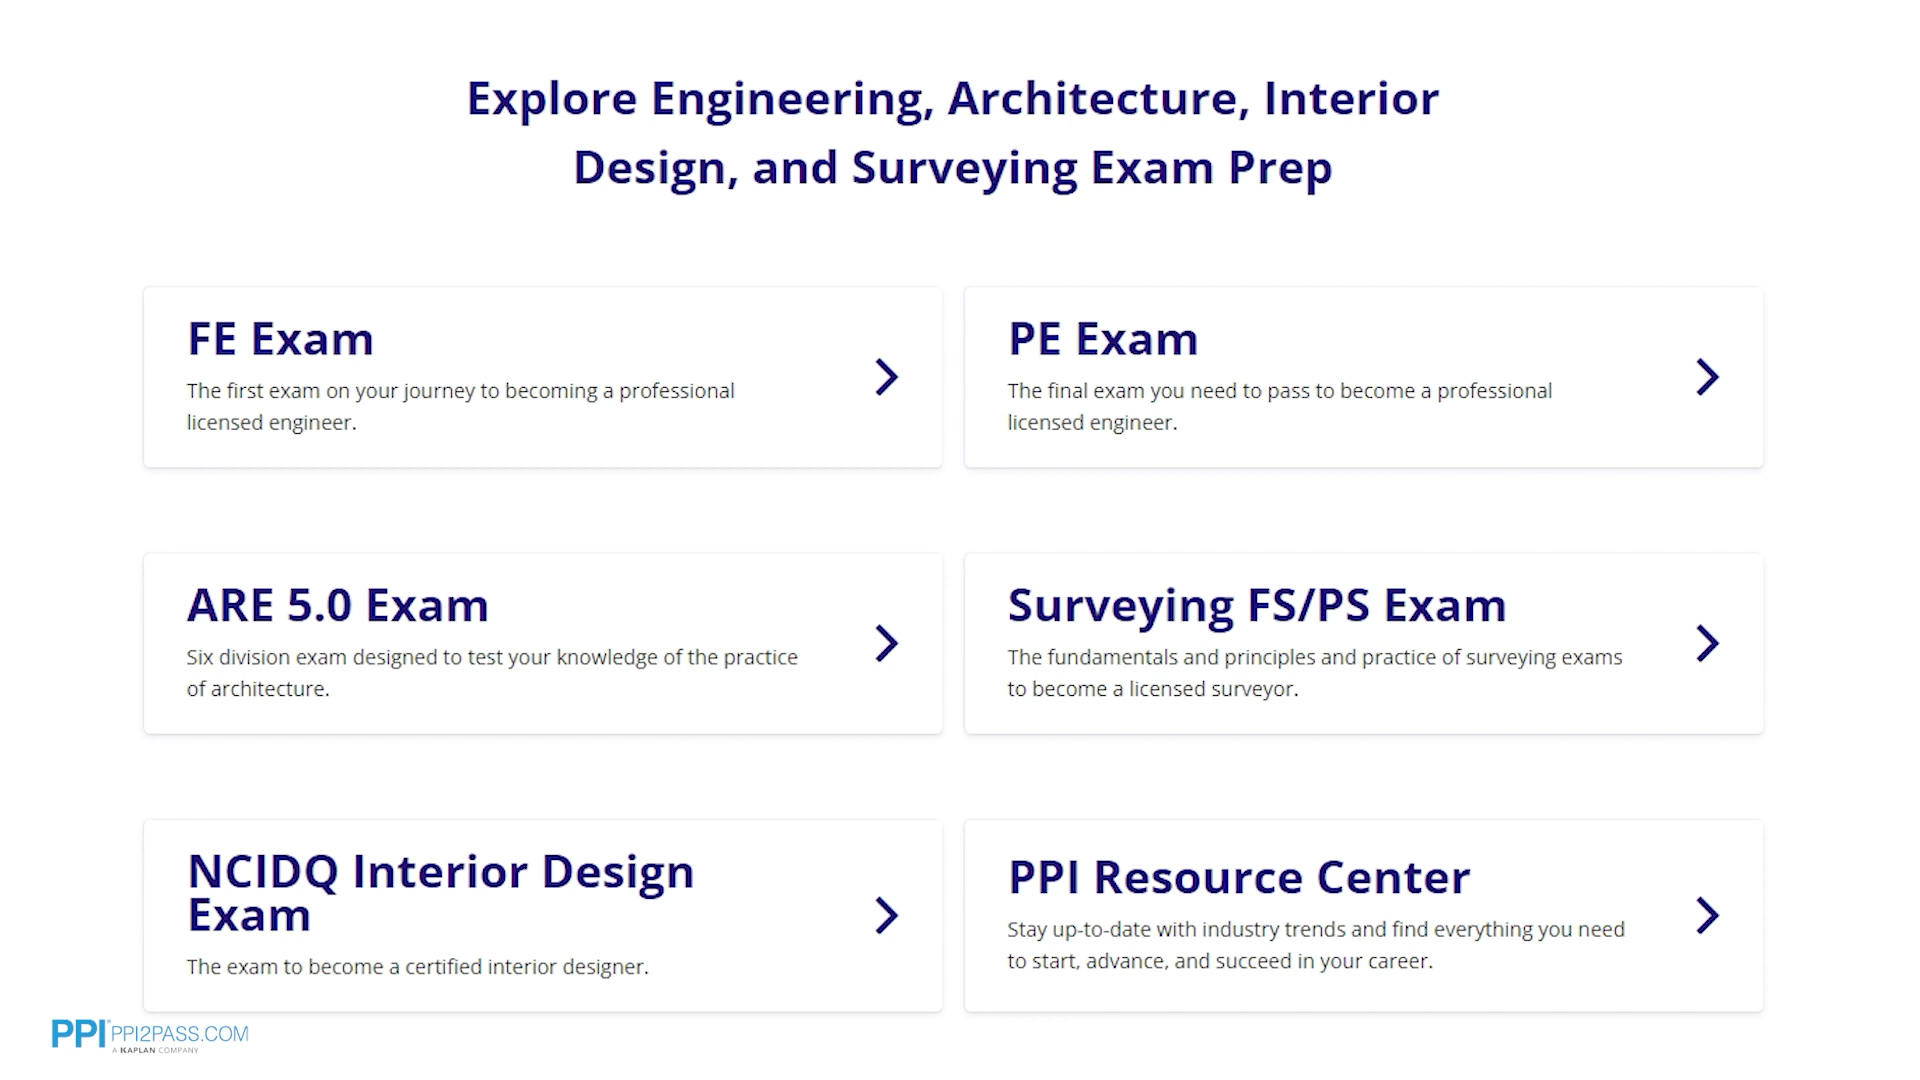 Explore Engineering, Architecture, Interior
Design, and Surveying Exam Prep
FE Exam
The first exam on your journey to becoming a professional
licensed engineer.
PE Exam
The final exam you need to pass to become a professional
licensed engineer.
ARE 5.0 Exam
Six division exam designed to test your knowledge of the practice
of architecture.
Surveying FS/PS Exam
The fundamentals and principles and practice of surveying exams
to become a licensed surveyor.
NCIDQ Interior Design
Exam
The exam to become a certified interior designer.
PPI Resource Center
Stay up-to-date with industry trends and find everything you need
to start, advance, and succeed in your career.
PPI® PPI2PASS.COM
A KAPLAN COMPANY